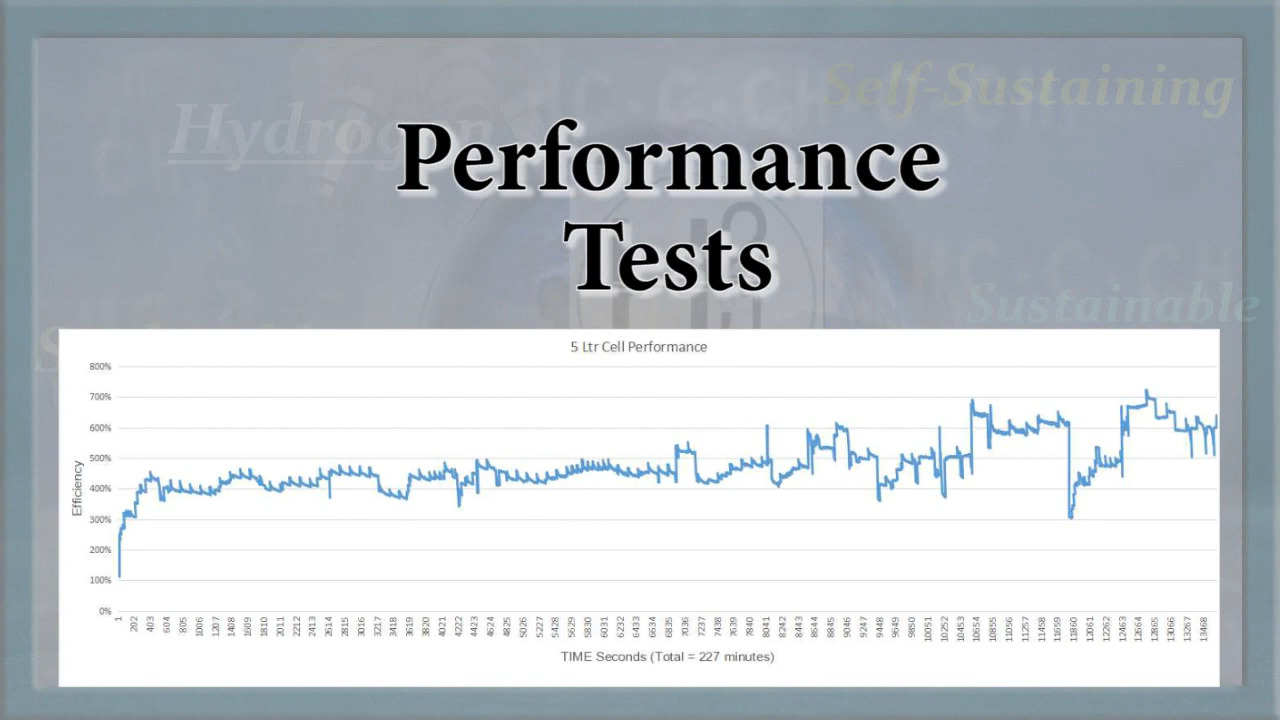 Self-Sustaining
Hydrogen
Performance
Tests
Sustainable
5 Ltr Cell Performance
800%
700%
600%
500%
400%
300%
200%
100%
0%
Efficiency
1 202 403 604 805 1006 1207 1408 1609 1810 2011 2212 2413 2614 2815 3016 3217 3418 3619 3820 4021 4222 4423 4624 4825 5026 5227 5428 5629 5830 6031 6232 6433 6634 6835 7036 7237 7438 7639 7840 8041 8242 8443 8644 8845 9046 9247 9448 9649 9850 10051 10252 10453 10654 10855 11056 11257 11458 11659 11860 12061 12262 12463 12664 12865 13066 13267 13468
TIME Seconds (Total = 227 minutes)